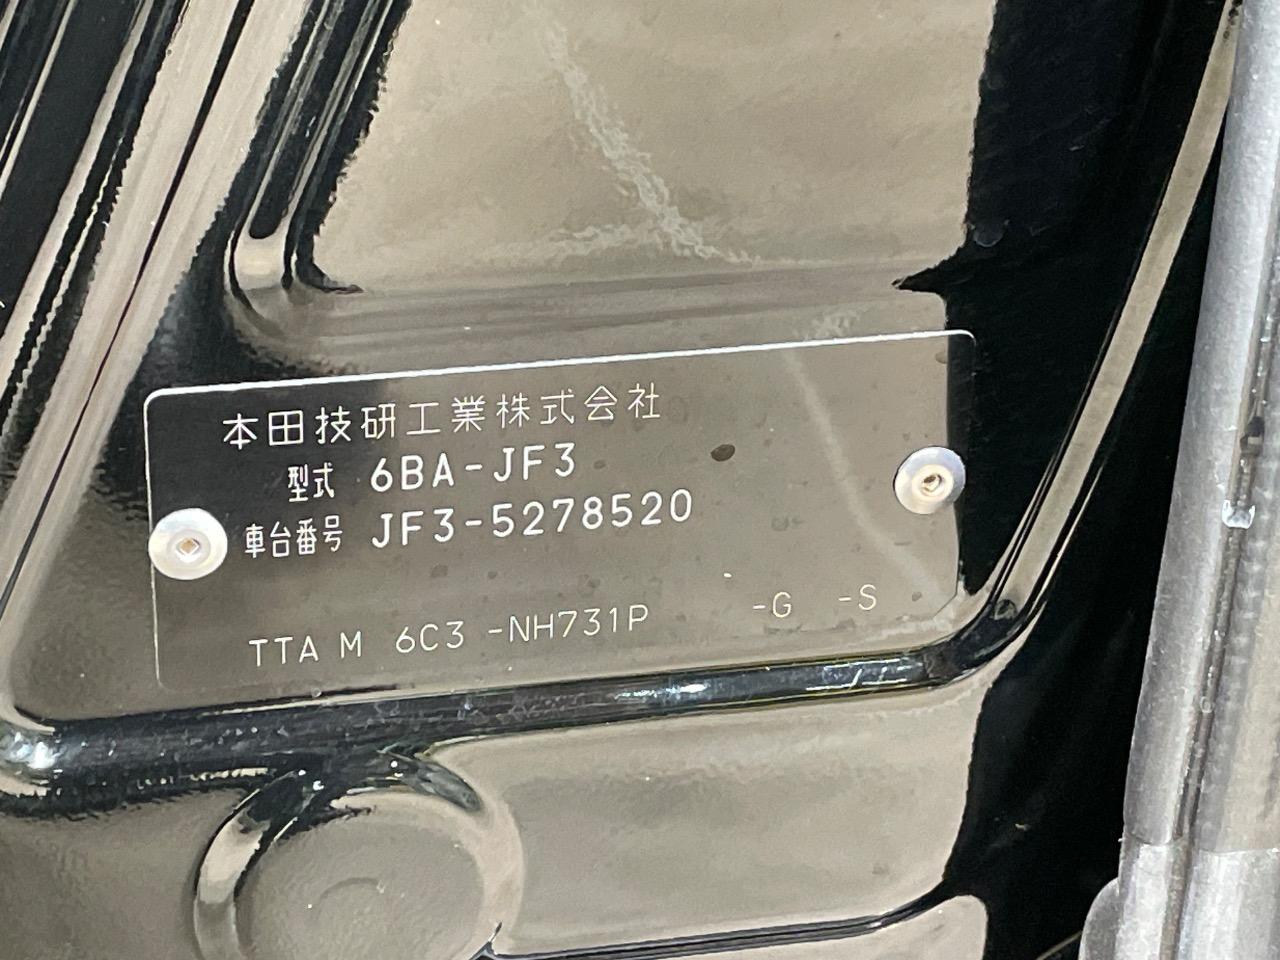 本田技研工業株式会社
型式 6BA-JF3
車台番号 JF3-5278520
TTA M 6C3 -NH731P -G -S